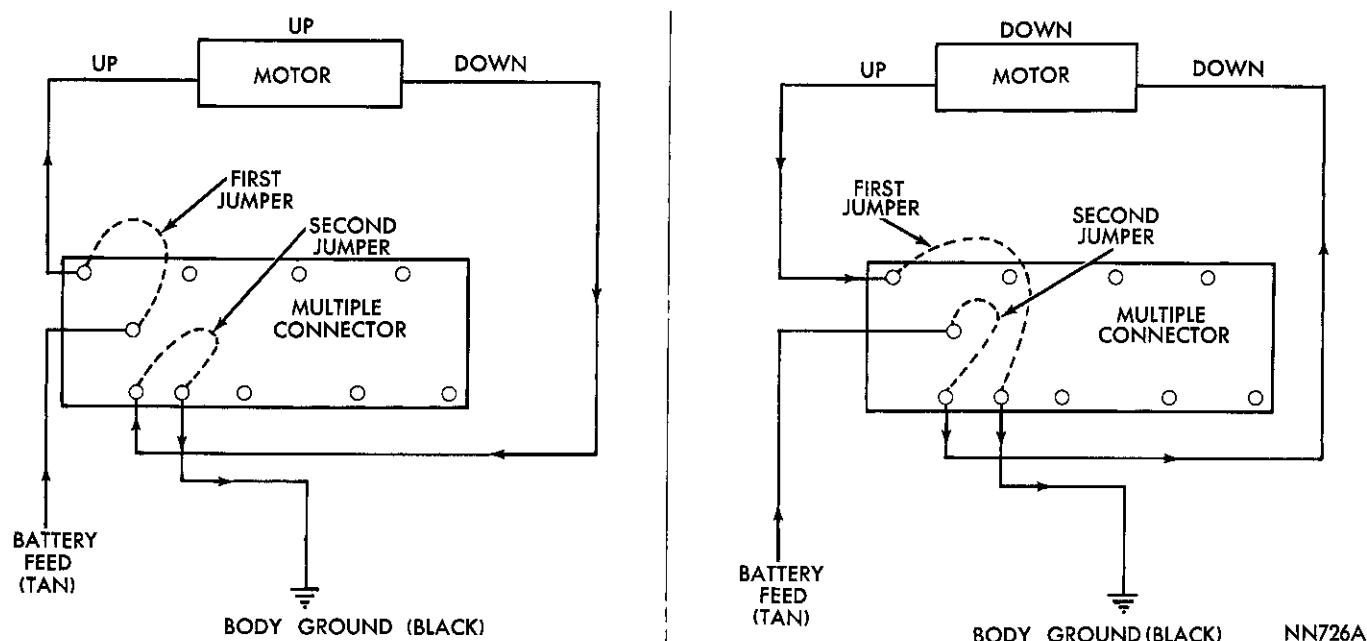 UP
UP
MOTOR
DOWN
FIRST
JUMPER
SECOND
JUMPER
MULTIPLE
CONNECTOR
BATTERY
FEED
(TAN)
BODY GROUND (BLACK)
DOWN
UP
MOTOR
DOWN
FIRST
JUMPER
SECOND
JUMPER
MULTIPLE
CONNECTOR
BATTERY
FEED
(TAN)
BODY GROUND (BLACK)
NN726A